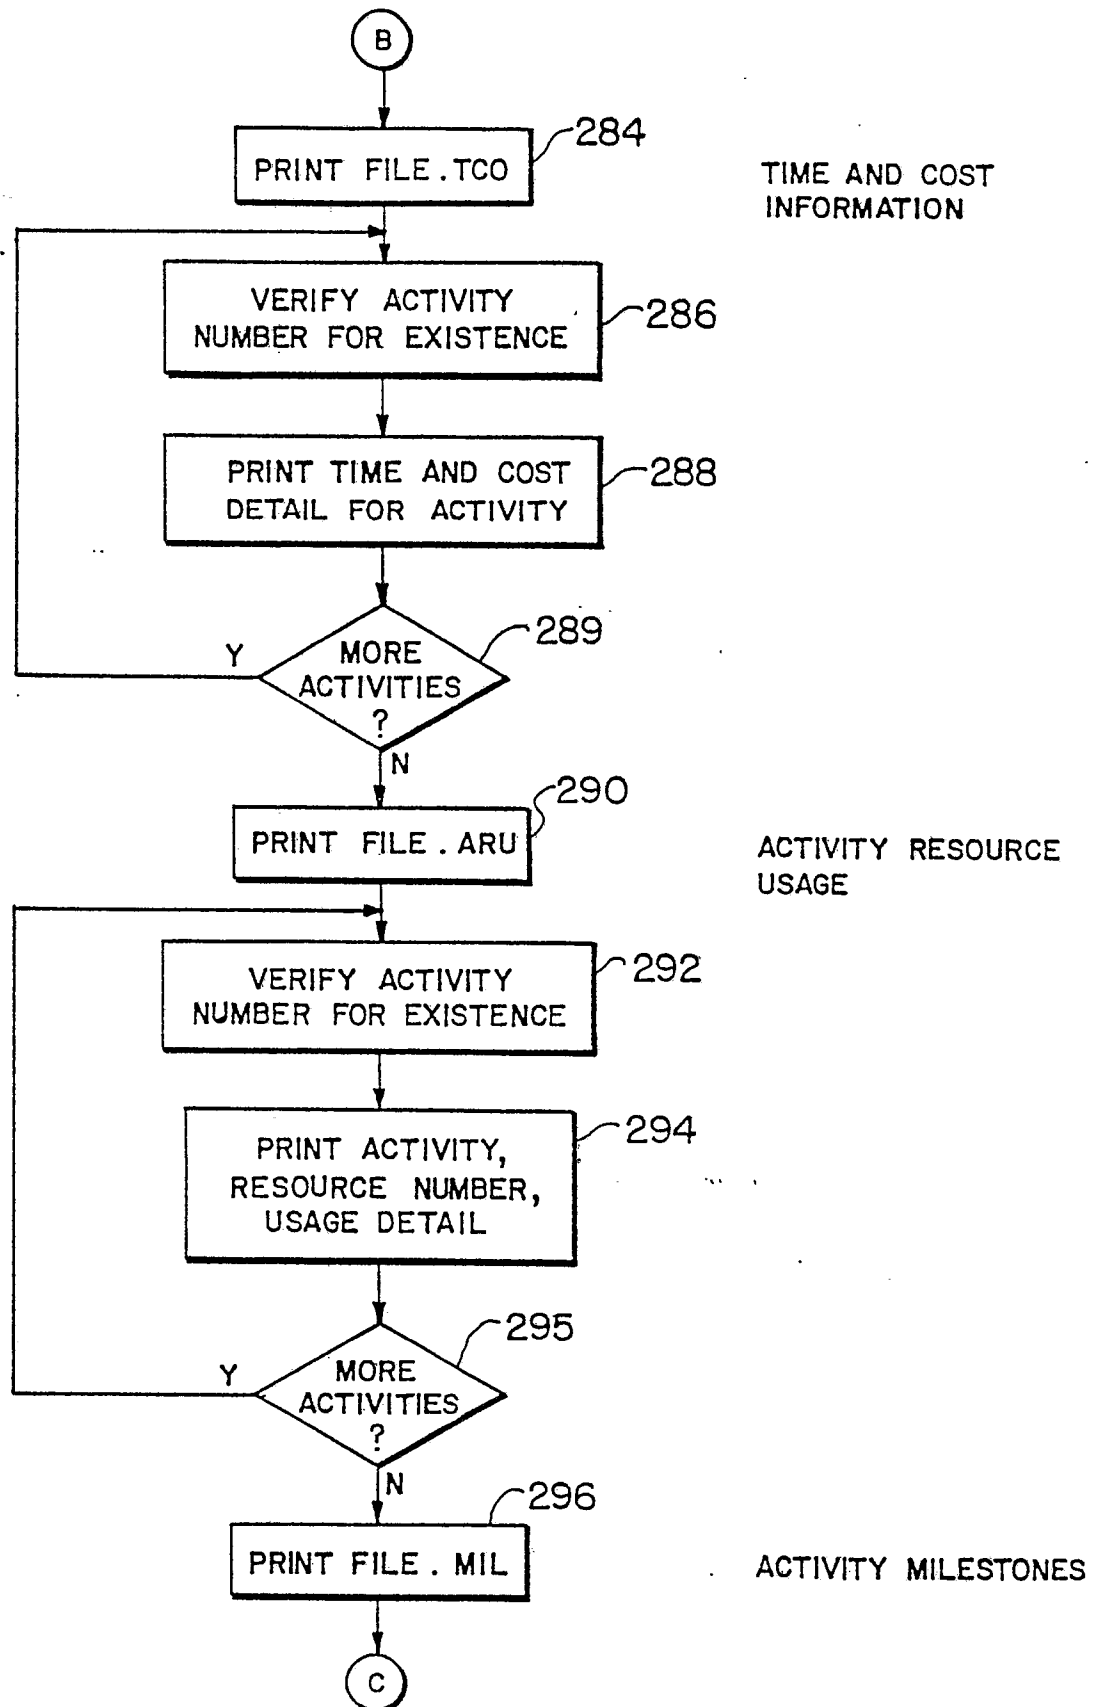 B
284
PRINT FILE.TCO
TIME AND COST
INFORMATION
VERIFY ACTIVITY
NUMBER FOR EXISTENCE
286
PRINT TIME AND COST
DETAIL FOR ACTIVITY
288
289
Y
MORE
ACTIVITIES
?
N
290
PRINT FILE.ARU
ACTIVITY RESOURCE
USAGE
VERIFY ACTIVITY
NUMBER FOR EXISTENCE
292
PRINT ACTIVITY,
RESOURCE NUMBER,
USAGE DETAIL
294
295
Y
MORE
ACTIVITIES
?
N
296
PRINT FILE.MIL
ACTIVITY MILESTONES
C